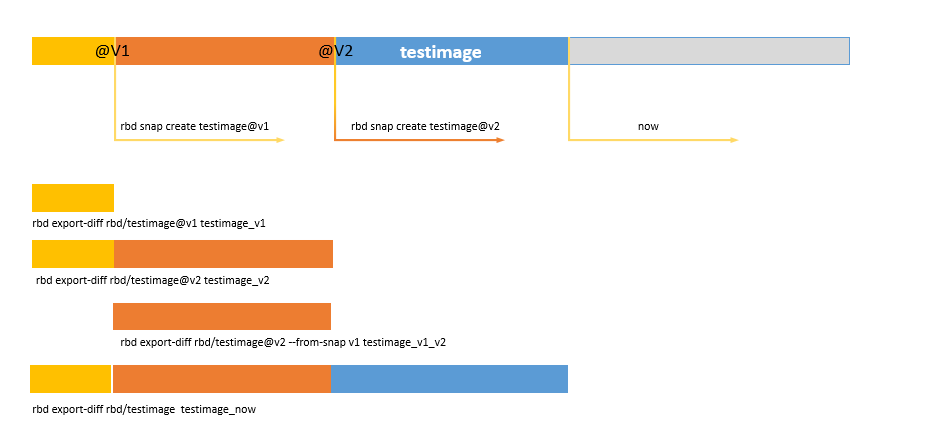 @V1
@V2
testimage
rbd snap create testimage@v1
rbd snap create testimage@v2
now
rbd export-diff rbd/testimage@v1 testimage_v1
rbd export-diff rbd/testimage@v2 testimage_v2
rbd export-diff rbd/testimage@v2 --from-snap v1 testimage_v1_v2
rbd export-diff rbd/testimage  testimage_now